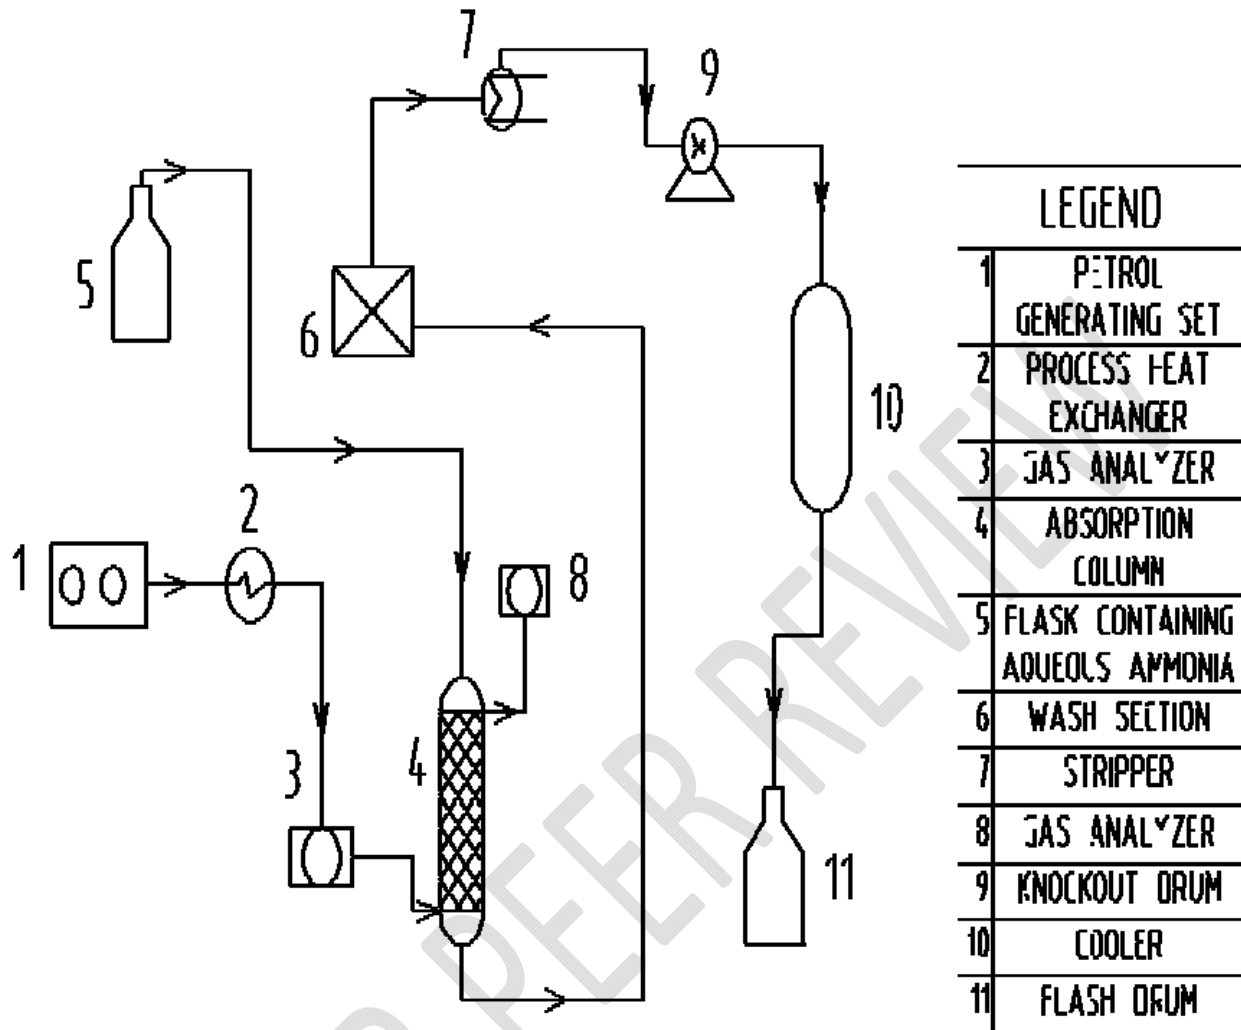 7
9
5
6
10
2
1
8
4
3
11
LEGEND
1 PETROL
GENERATING SET
2 PROCESS HEAT
EXCHANGER
3 GAS ANALYZER
4 ABSORPTION
COLUMN
5 FLASK CONTAINING
AQUEOUS AMMONIA
6 WASH SECTION
7 STRIPPER
8 GAS ANALYZER
9 KNOCKOUT DRUM
10 COOLER
11 FLASH DRUM
PEER REVIEW